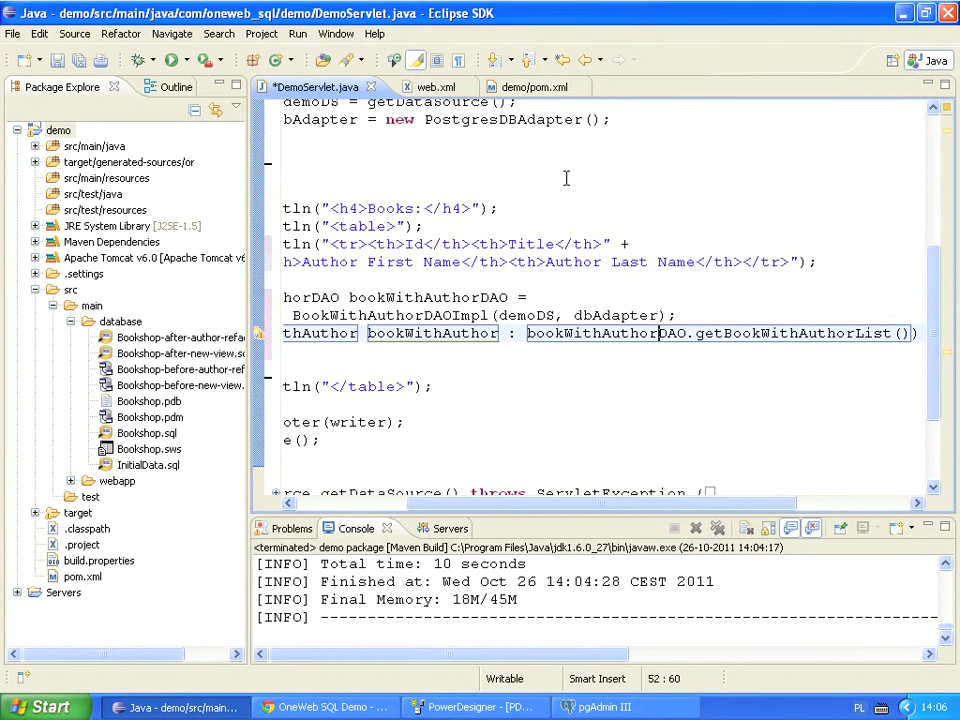 Java - demo/src/main/java/com/oneweb_sql/demo/DemoServlet.java - Eclipse SDK
File Edit Source Refactor Navigate Search Project Run Window Help
Java
Package Explore
Outline
*DemoServlet.java
web.xml
demo/pom.xml
demo
src/main/java
target/generated-sources/or
src/main/resources
src/test/java
src/test/resources
JRE System Library [J2SE-1.5]
Maven Dependencies
Apache Tomcat v6.0 [Apache Tomcat
.settings
src
main
database
Bookshop-after-author-refa
Bookshop-after-new-view.sc
Bookshop-before-author-ref
Bookshop-before-new-view.
Bookshop.pdb
Bookshop.pdm
Bookshop.sql
Bookshop.sws
InitialData.sql
webapp
test
target
.classpath
.project
build.properties
pom.xml
Servers
demoDS = getDataSource();
bAdapter = new PostgresDBAdapter();
tln("<h4>Books:</h4>");
tln("<table>");
tln("<tr><th>Id</th><th>Title</th>" +
h>Author First Name</th><th>Author Last Name</th></tr>");
horDAO bookWithAuthorDAO =
BookWithAuthorDAOImpl(demoDS, dbAdapter);
thAuthor bookWithAuthor : bookWithAuthorDAO.getBookWithAuthorList())
tln("</table>");
oter(writer);
e();
rce getDataSource() throws ServletException {
Problems
Console
Servers
<terminated> demo package [Maven Build] C:\Program Files\Java\jdk1.6.0_27\bin\javaw.exe (26-10-2011 14:04:17)
[INFO] Total time: 10 seconds
[INFO] Finished at: Wed Oct 26 14:04:28 CEST 2011
[INFO] Final Memory: 18M/45M
[INFO] ------------------------------------------------------------------------
Writable
Smart Insert
52 : 60
Start
Java - demo/src/mai...
OneWeb SQL Demo - ...
PowerDesigner - [PD...
pgAdmin III
PL
14:06